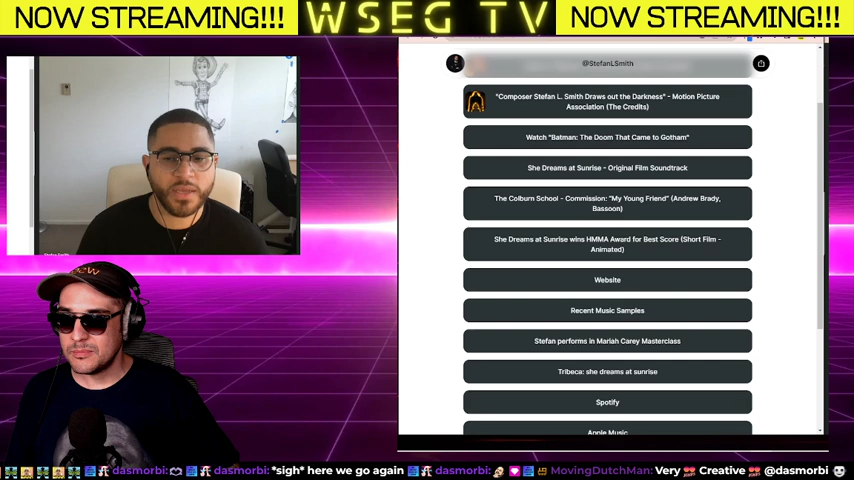 NOW STREAMING!!!
WSEG TV
NOW STREAMING!!!
@StefanLSmith
"Composer Stefan L. Smith Draws out the Darkness" - Motion Picture
Association (The Credits)
Watch "Batman: The Doom That Came to Gotham"
She Dreams at Sunrise - Original Film Soundtrack
The Colburn School - Commission: "My Young Friend" (Andrew Brady,
Bassoon)
She Dreams at Sunrise wins HMMA Award for Best Score (Short Film -
Animated)
Website
Recent Music Samples
Stefan performs in Mariah Carey Masterclass
Tribeca: she dreams at sunrise
Spotify
Apple Music
Stefan Smith
dasmorbi: dasmorbi: *sigh* here we go again dasmorbi: MovingDutchMan: Very Creative @dasmorbi